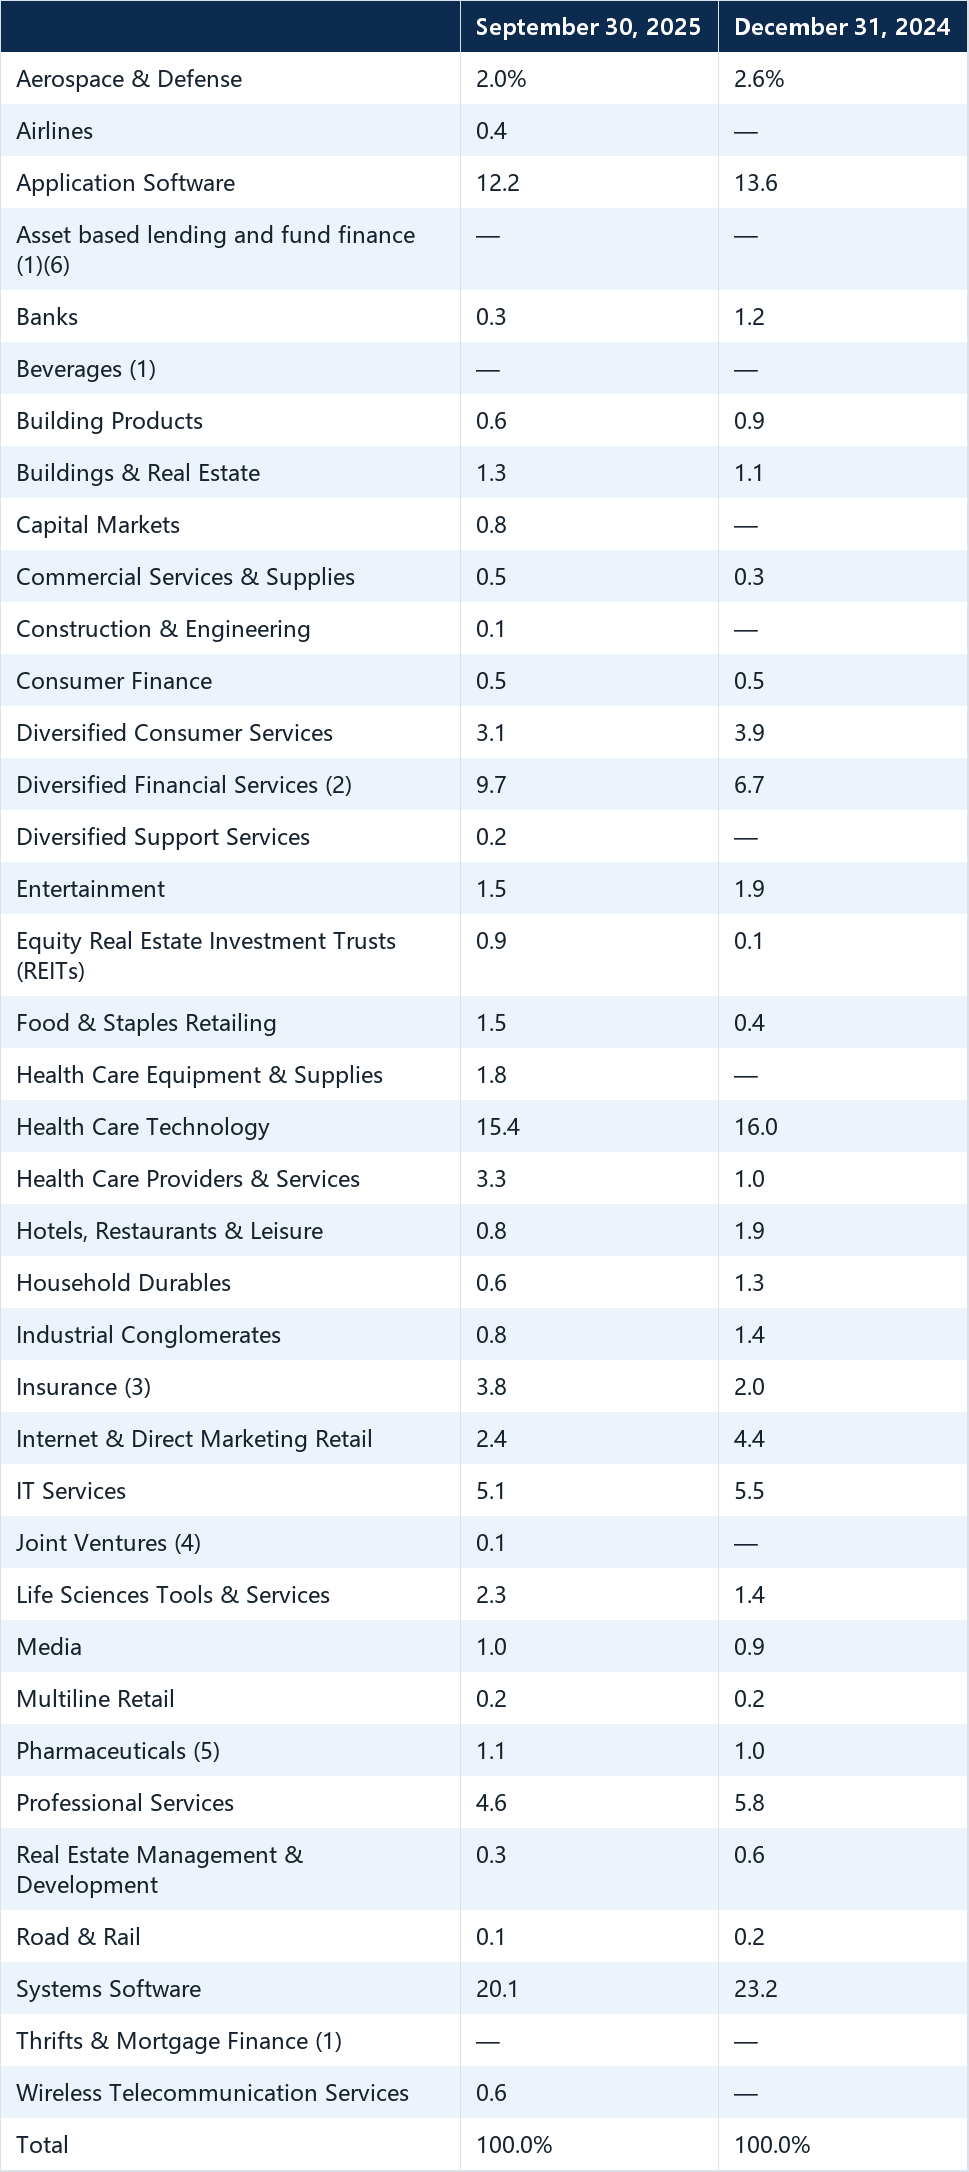 September 30, 2025 December 31, 2024
Aerospace & Defense 2.0% 2.6%
Airlines 0.4 —
Application Software 12.2 13.6
Asset based lending and fund finance — —
(1)(6)
Banks 0.3 1.2
Beverages (1) — —
Building Products 0.6 0.9
Buildings & Real Estate 1.3 1.1
Capital Markets 0.8 —
Commercial Services & Supplies 0.5 0.3
Construction & Engineering 0.1 —
Consumer Finance 0.5 0.5
Diversified Consumer Services 3.1 3.9
Diversified Financial Services (2) 9.7 6.7
Diversified Support Services 0.2 —
Entertainment 1.5 1.9
Equity Real Estate Investment Trusts 0.9 0.1
(REITs)
Food & Staples Retailing 1.5 0.4
Health Care Equipment & Supplies 1.8 —
Health Care Technology 15.4 16.0
Health Care Providers & Services 3.3 1.0
Hotels, Restaurants & Leisure 0.8 1.9
Household Durables 0.6 1.3
Industrial Conglomerates 0.8 1.4
Insurance (3) 3.8 2.0
Internet & Direct Marketing Retail 2.4 4.4
IT Services 5.1 5.5
Joint Ventures (4) 0.1 —
Life Sciences Tools & Services 2.3 1.4
Media 1.0 0.9
Multiline Retail 0.2 0.2
Pharmaceuticals (5) 1.1 1.0
Professional Services 4.6 5.8
Real Estate Management & 0.3 0.6
Development
Road & Rail 0.1 0.2
Systems Software 20.1 23.2
Thrifts & Mortgage Finance (1) — —
Wireless Telecommunication Services 0.6 —
Total 100.0% 100.0%